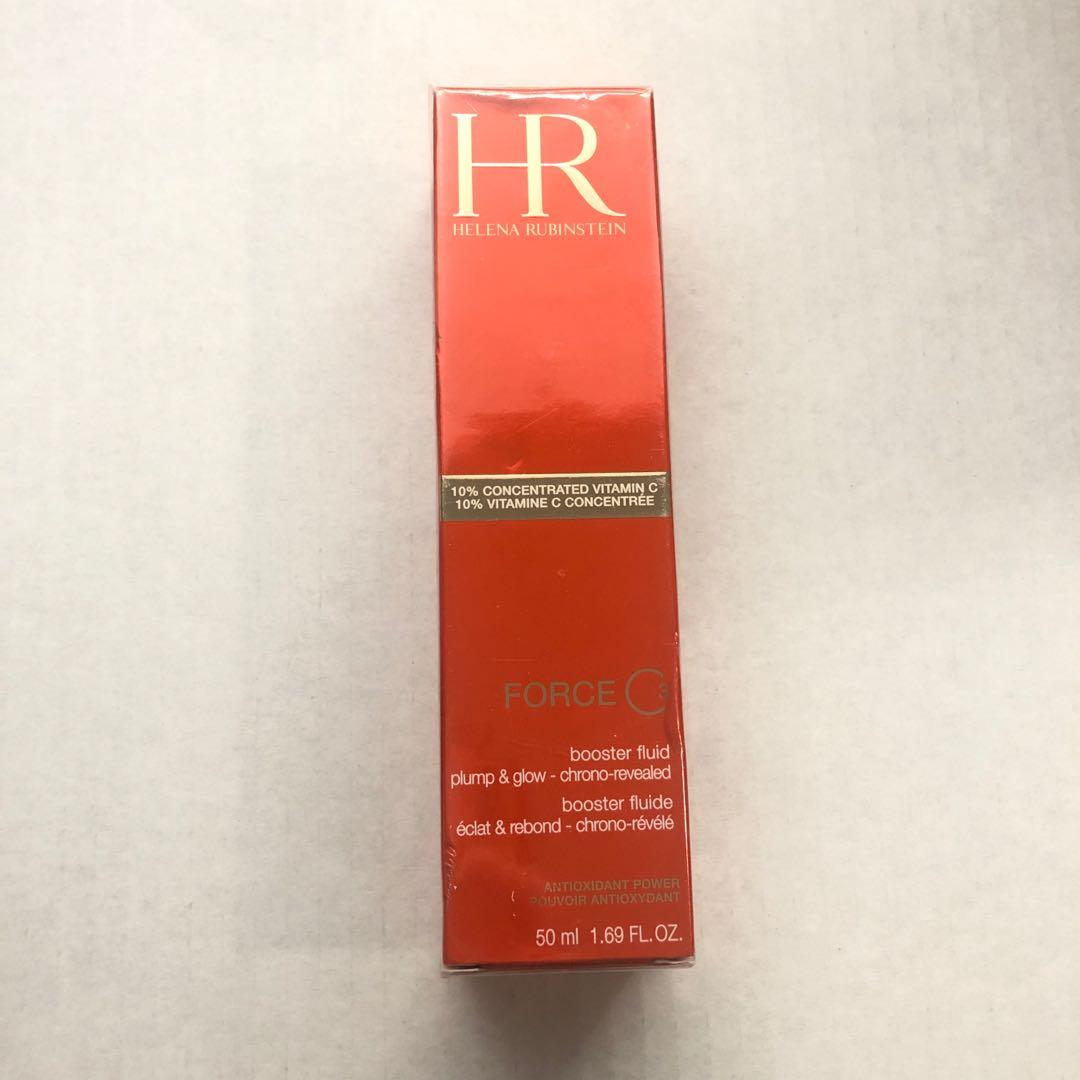 HR
HELENA RUBINSTEIN
10% CONCENTRATED VITAMIN C
10% VITAMINE C CONCENTRÉE
FORCE C3
booster fluid
plump & glow - chrono-revealed
booster fluide
éclat & rebond - chrono-révélé
ANTIOXIDANT POWER
POUVOIR ANTIOXYDANT
50 ml 1.69 FL.OZ.